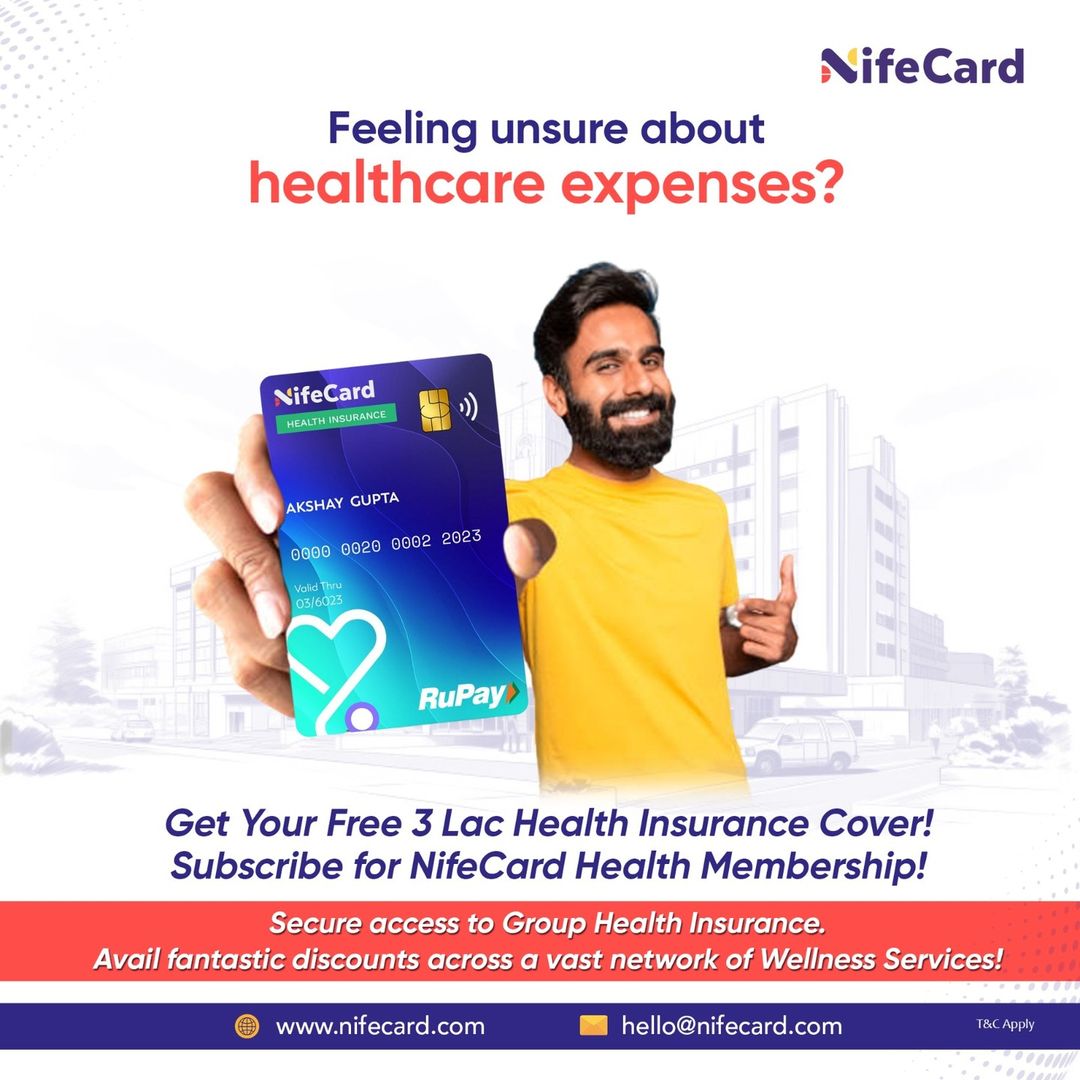 NifeCard
Feeling unsure about
healthcare expenses?
NifeCard
HEALTH INSURANCE
AKSHAY GUPTA
0000 0020 0002 2023
Valid Thru
03/6023
RuPay
Get Your Free 3 Lac Health Insurance Cover!
Subscribe for NifeCard Health Membership!
Secure access to Group Health Insurance.
Avail fantastic discounts across a vast network of Wellness Services!
www.nifecard.com hello@nifecard.com T&C Apply